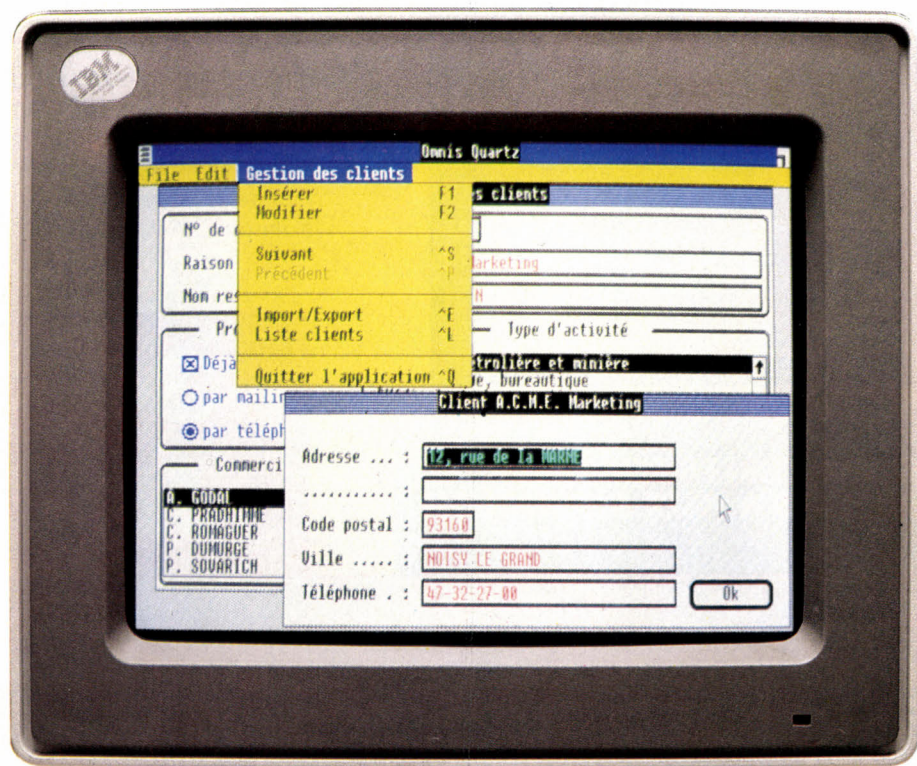 IBM
Omnis Quartz
File Edit Gestion des clients
Insérer F1
Modifier F2
Suivant ^S
Précédent ^P
Import/Export ^E
Liste clients ^L
Quitter l'application ^Q
s clients
Nº de
Raison
Marketing
Nom res
N
Pr
Type d'activité
Déjà
trolière et minière
e, bureautique
par mailin
par téléph
Commerci
A. GODAL
C. PRADHINME
C. ROMAGUER
P. DUMURGE
P. SOVARICH
Client A.C.M.E. Marketing
Adresse ... : 12, rue de la MARNE
........... :
Code postal : 93160
Ville ..... : NOISY LE GRAND
Téléphone . : 47-32-27-00
Ok